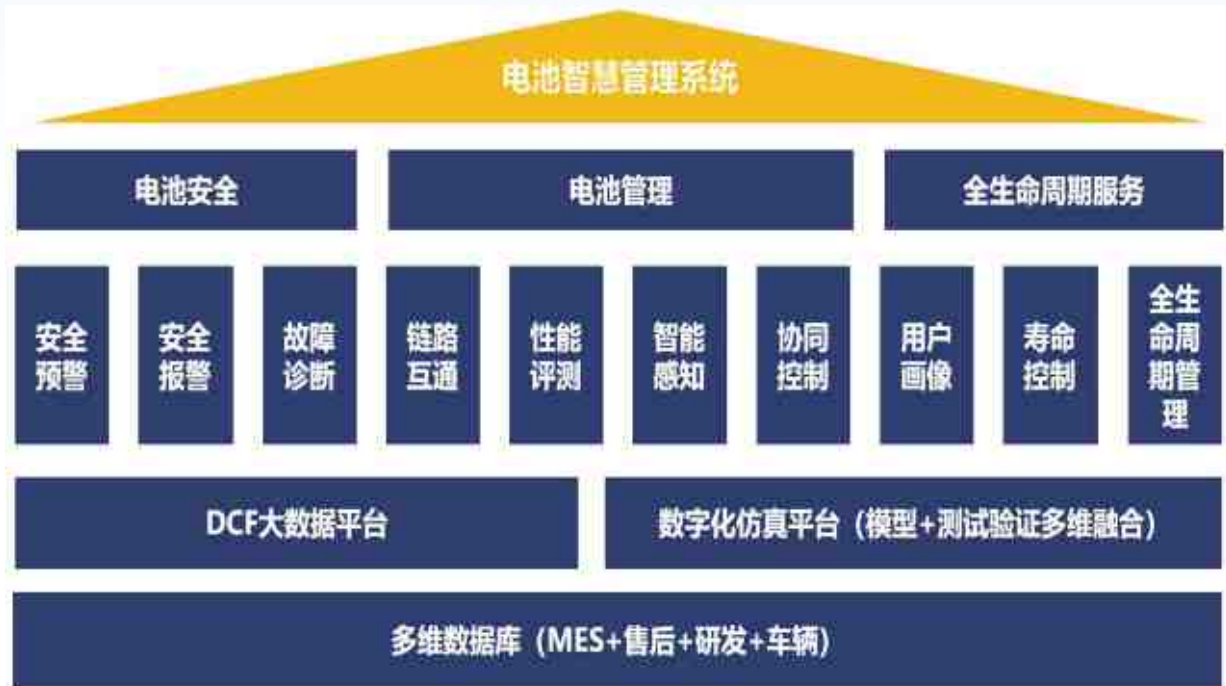 电池智慧管理系统
电池安全
电池管理
全生命周期服务
安全
预警
安全
报警
故障
诊断
链路
互通
性能
评测
智能
感知
协同
控制
用户
画像
寿命
控制
全生
命周
期管
理
DCF大数据平台
数字化仿真平台（模型+测试验证多维融合）
多维数据库（MES+售后+研发+车辆）